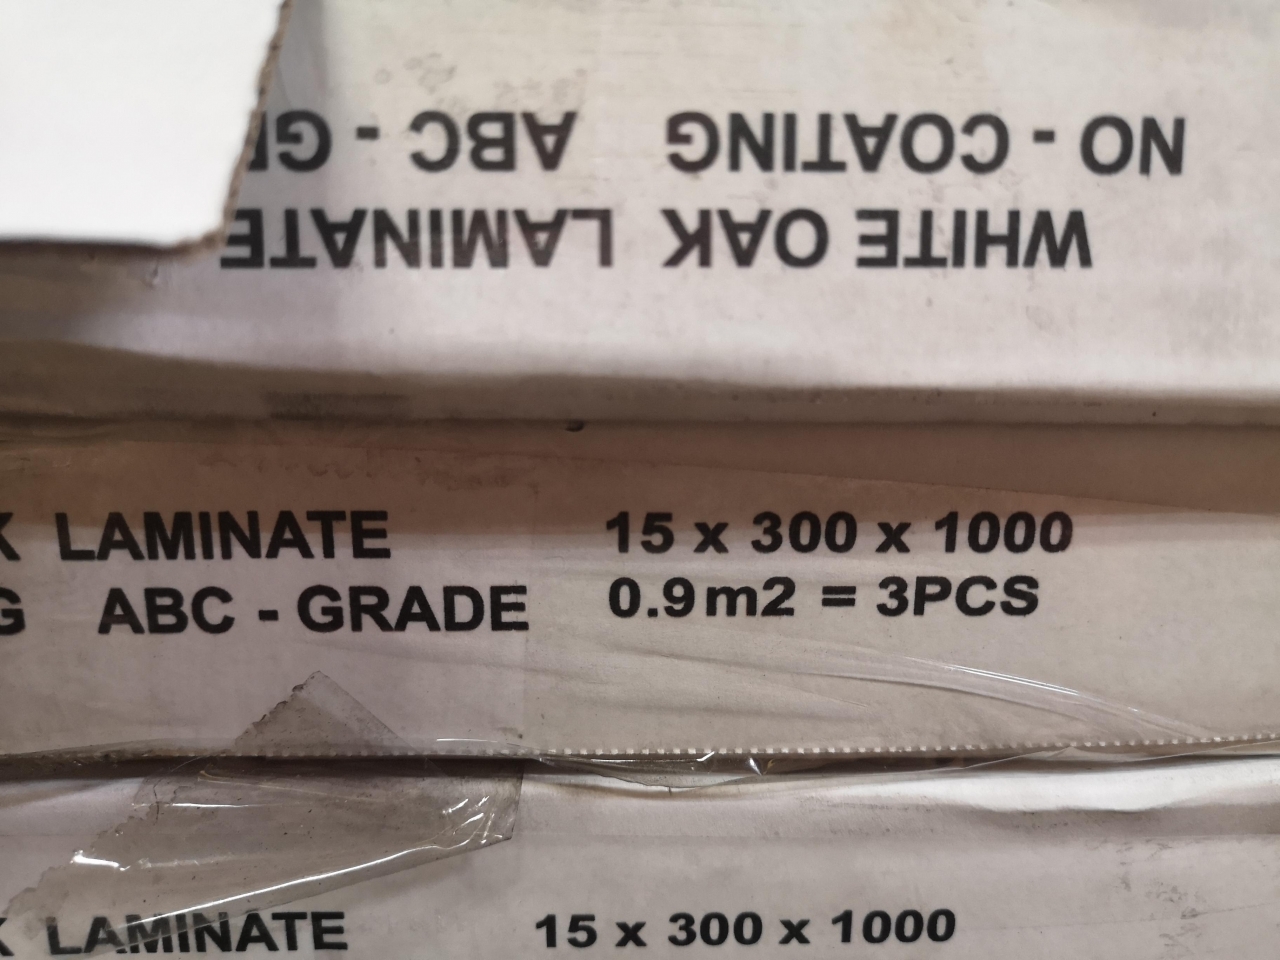 WHITE OAK LAMINATE
NO - COATING ABC - G
LAMINATE 15 x 300 x 1000
ABC - GRADE 0.9m2 = 3PCS
LAMINATE 15 x 300 x 1000